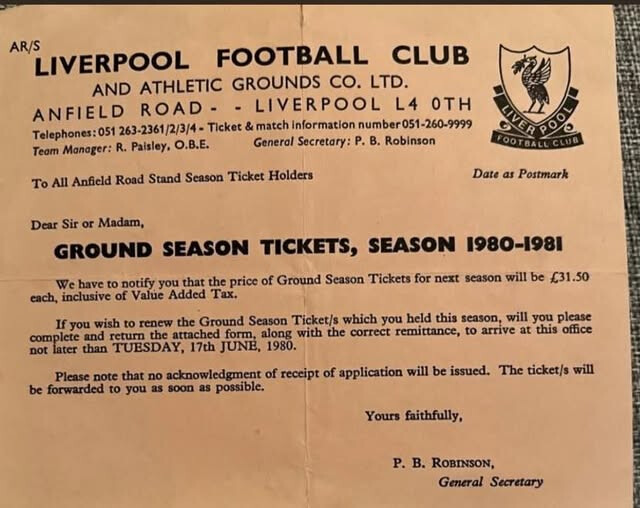 AR/S
LIVERPOOL FOOTBALL CLUB
AND ATHLETIC GROUNDS CO. LTD.
ANFIELD ROAD - - LIVERPOOL L4 0TH
Telephones: 051 263-2361/2/3/4 - Ticket & match information number 051-260-9999
Team Manager: R. Paisley, O.B.E. General Secretary: P. B. Robinson
LIVERPOOL
FOOTBALL CLUB
To All Anfield Road Stand Season Ticket Holders
Date as Postmark
Dear Sir or Madam,
GROUND SEASON TICKETS, SEASON 1980-1981
We have to notify you that the price of Ground Season Tickets for next season will be £31.50
each, inclusive of Value Added Tax.
If you wish to renew the Ground Season Ticket/s which you held this season, will you please
complete and return the attached form, along with the correct remittance, to arrive at this office
not later than TUESDAY, 17th JUNE, 1980.
Please note that no acknowledgment of receipt of application will be issued. The ticket/s will
be forwarded to you as soon as possible.
Yours faithfully,
P. B. ROBINSON,
General Secretary